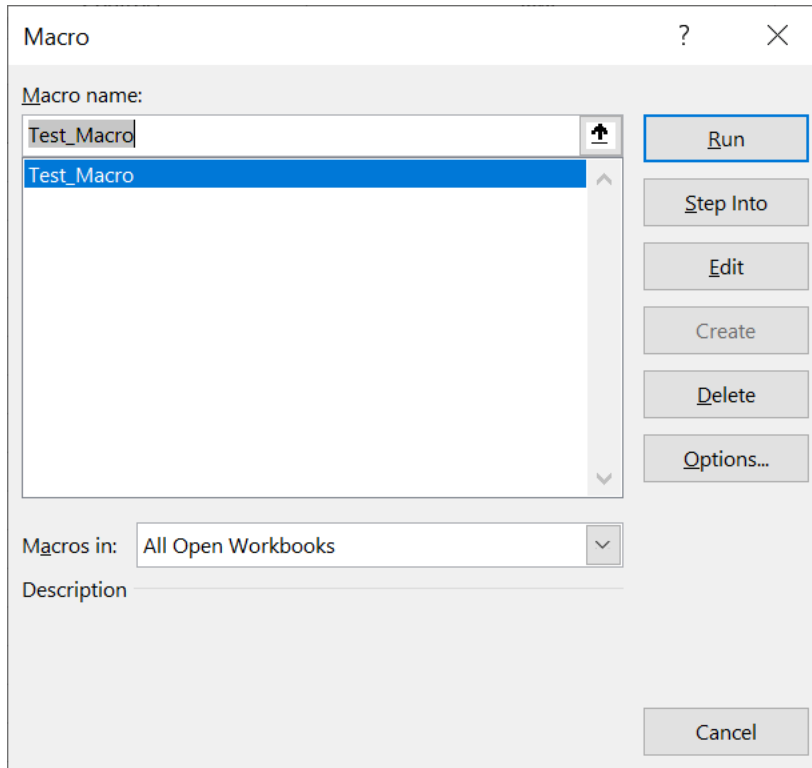 Macro
?
Macro name:
Test_Macro
Run
Test_Macro
Step Into
Edit
Create
Delete
Options...
Macros in:
All Open Workbooks
Description
Cancel